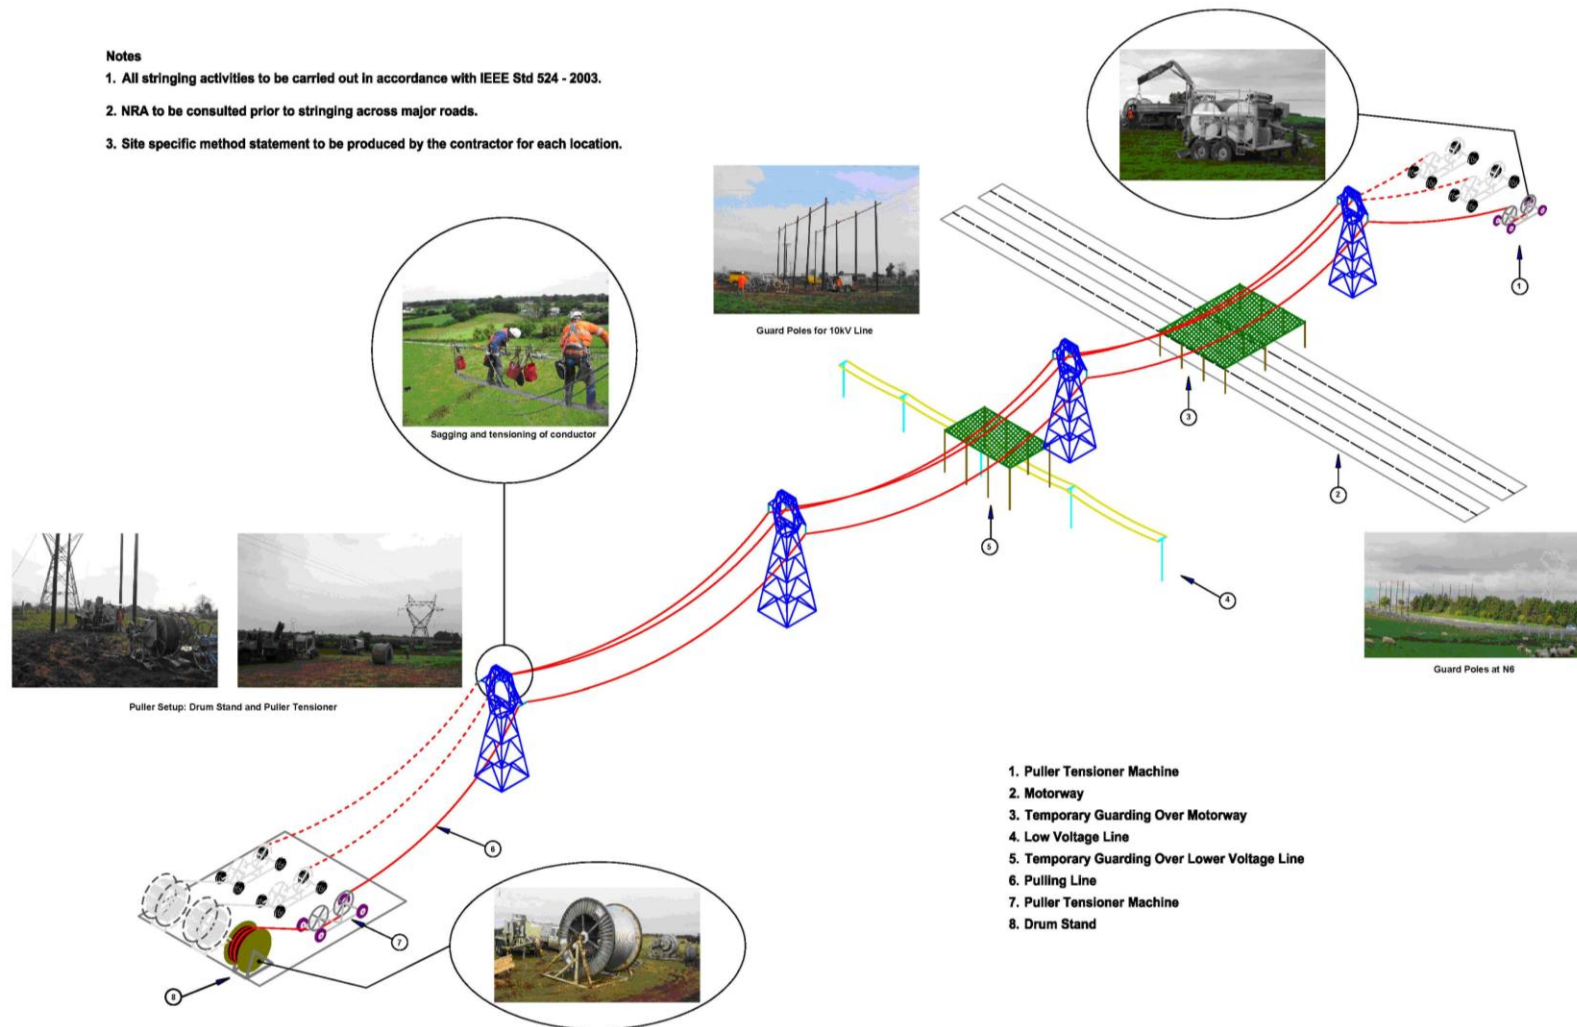 Notes
1. All stringing activities to be carried out in accordance with IEEE Std 524 - 2003.
2. NRA to be consulted prior to stringing across major roads.
3. Site specific method statement to be produced by the contractor for each location.
Guard Poles for 10kV Line
Sagging and tensioning of conductor
Puller Setup: Drum Stand and Puller Tensioner
Guard Poles at N6
1
2
3
4
5
6
7
8
1. Puller Tensioner Machine
2. Motorway
3. Temporary Guarding Over Motorway
4. Low Voltage Line
5. Temporary Guarding Over Lower Voltage Line
6. Pulling Line
7. Puller Tensioner Machine
8. Drum Stand